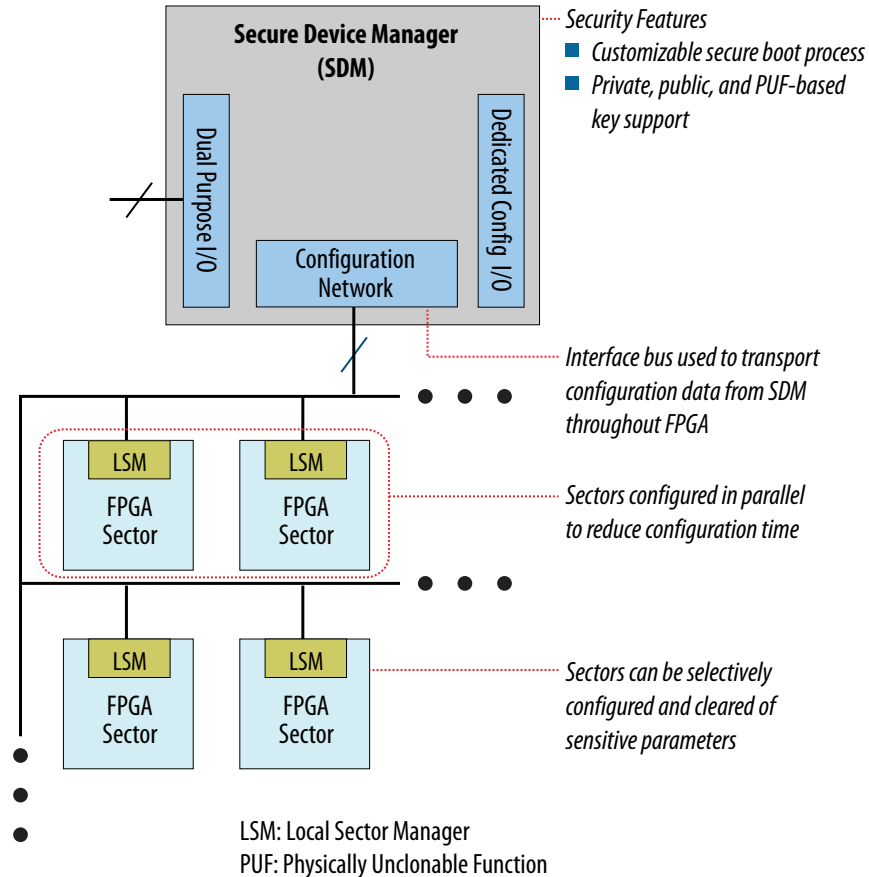 Secure Device Manager
(SDM)
Security Features
Customizable secure boot process
Private, public, and PUF-based
key support
Dual Purpose I/O
Configuration
Network
Dedicated Config I/O
Interface bus used to transport
configuration data from SDM
throughout FPGA
LSM
FPGA
Sector
LSM
FPGA
Sector
Sectors configured in parallel
to reduce configuration time
LSM
FPGA
Sector
LSM
FPGA
Sector
Sectors can be selectively
configured and cleared of
sensitive parameters
LSM: Local Sector Manager
PUF: Physically Unclonable Function